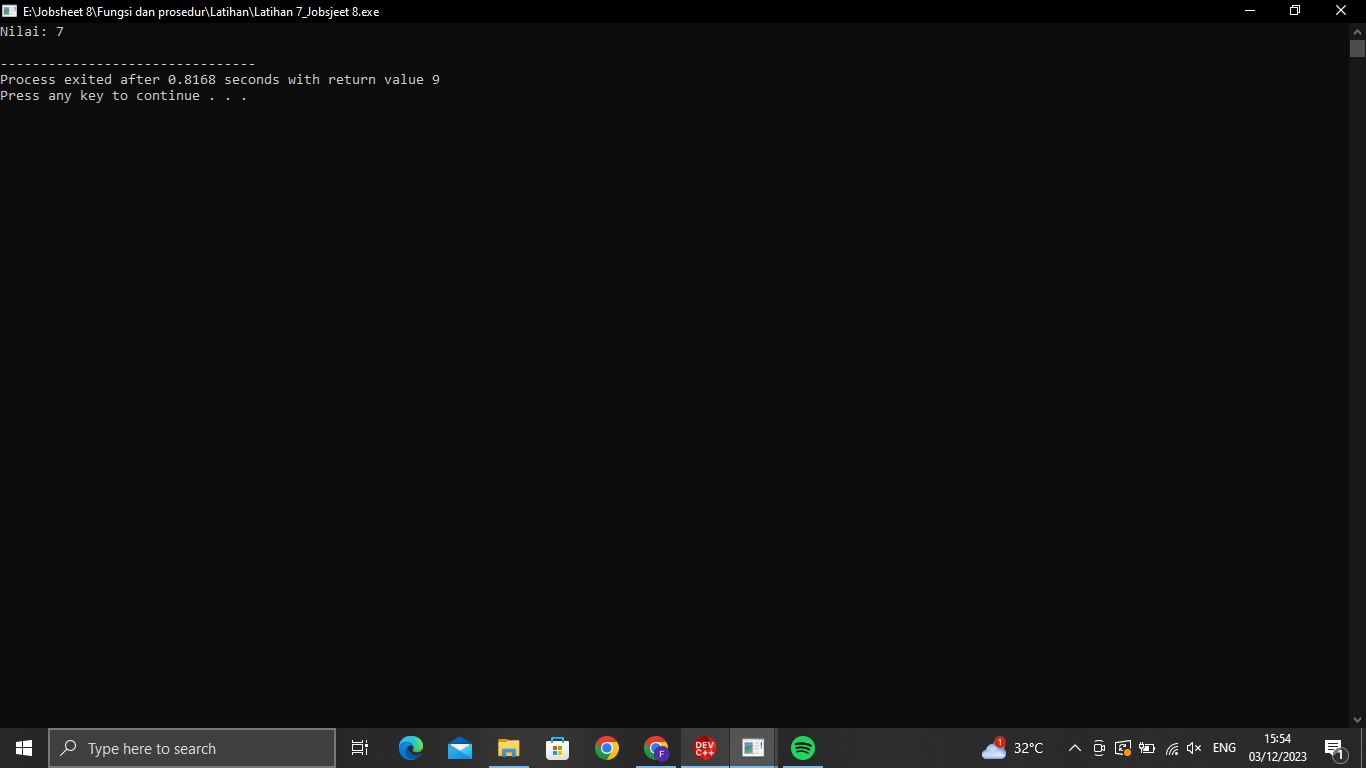 E:\Jobsheet 8\Fungsi dan prosedur\Latihan\Latihan 7_Jobsjeet 8.exe
Nilai: 7
--------------------------------
Process exited after 0.8168 seconds with return value 9
Press any key to continue . . .
Type here to search
F
DEV
C++
1
32°C
ENG
15:54
03/12/2023
1